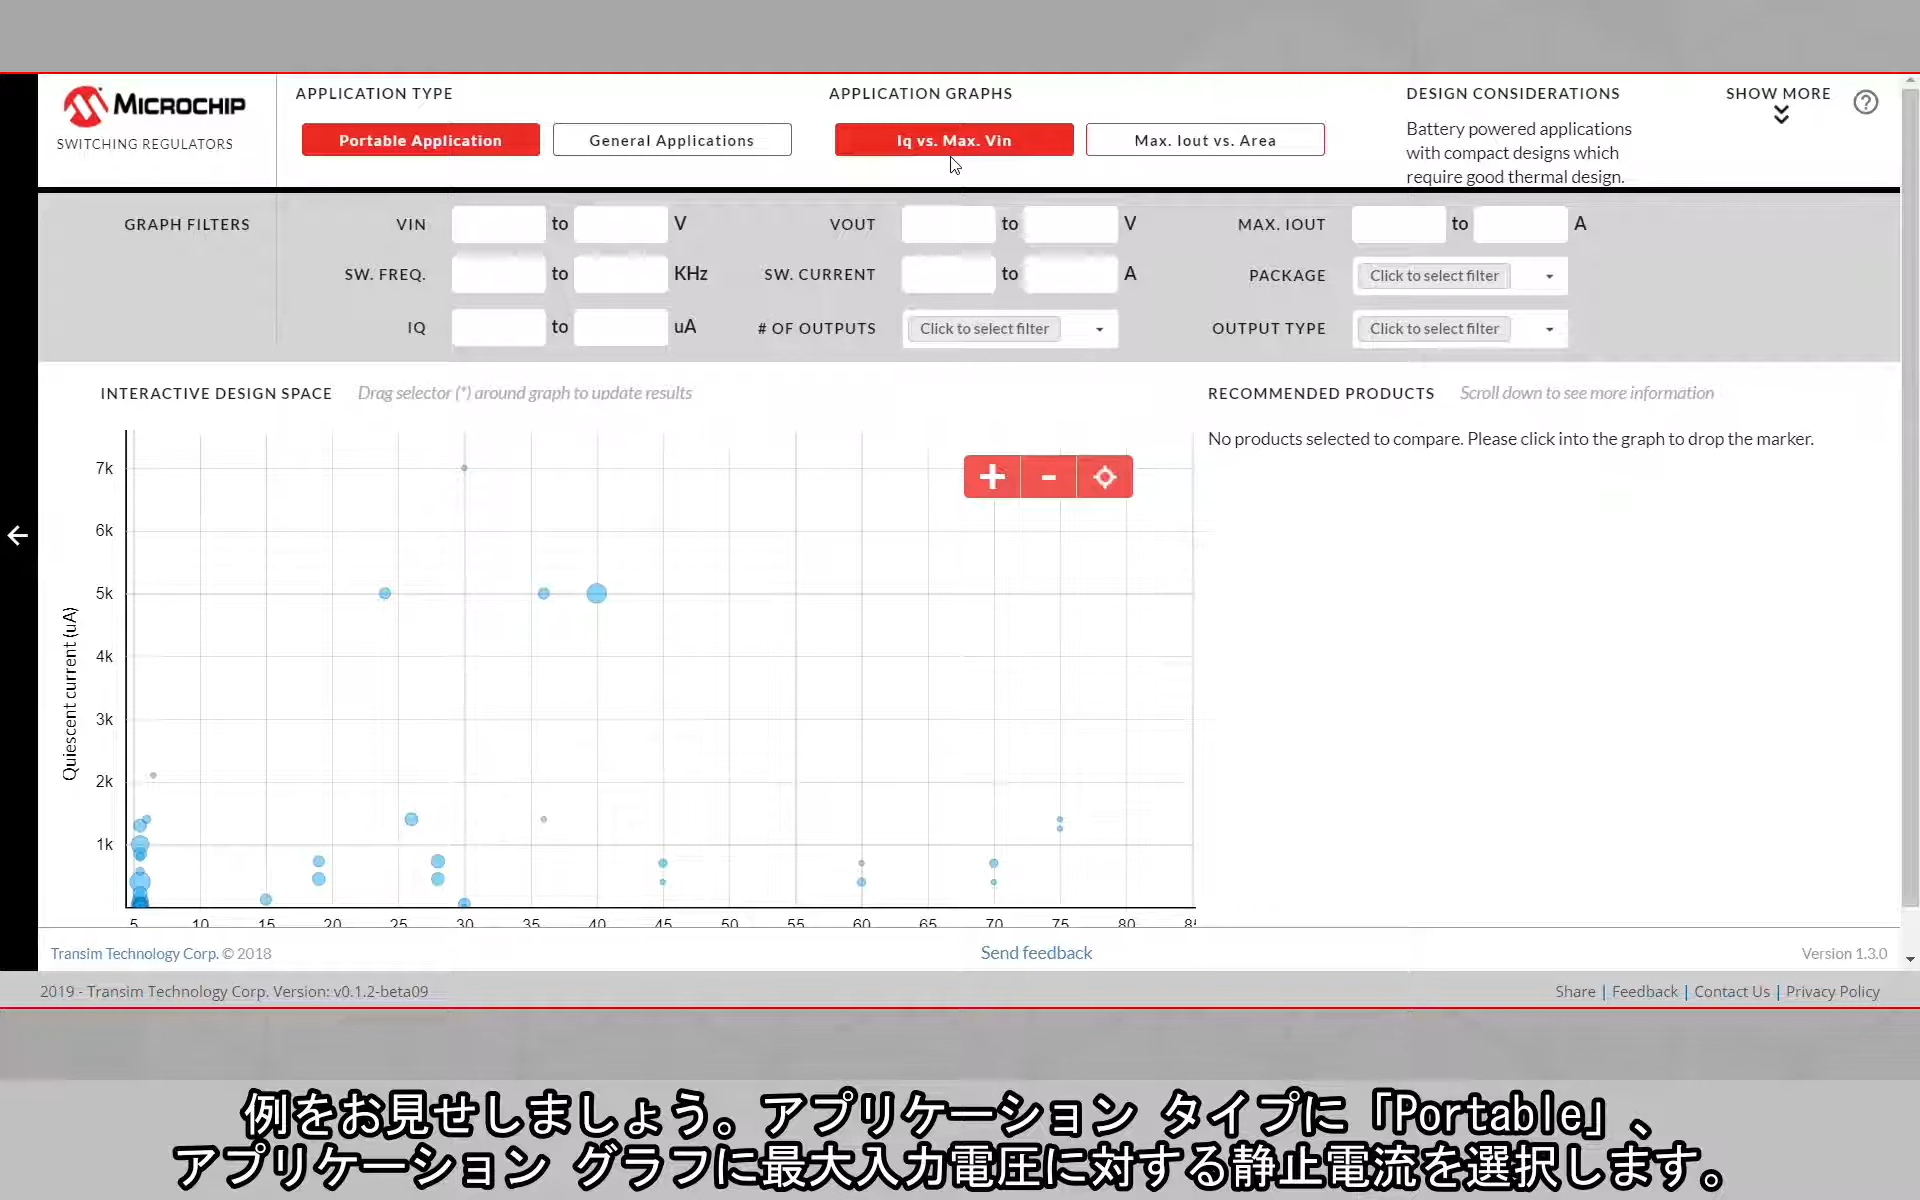 MICROCHIP
SWITCHING REGULATORS
APPLICATION TYPE
Portable Application
General Applications
APPLICATION GRAPHS
Iq vs. Max. Vin
Max. Iout vs. Area
DESIGN CONSIDERATIONS
Battery powered applications
with compact designs which
require good thermal design.
SHOW MORE
?
GRAPH FILTERS
VIN to V
VOUT to V
MAX. IOUT to A
SW. FREQ. to KHz
SW. CURRENT to A
PACKAGE Click to select filter
IQ to uA
# OF OUTPUTS Click to select filter
OUTPUT TYPE Click to select filter
INTERACTIVE DESIGN SPACE Drag selector (*) around graph to update results
RECOMMENDED PRODUCTS Scroll down to see more information
No products selected to compare. Please click into the graph to drop the marker.
Quiescent current (uA)
7k
6k
5k
4k
3k
2k
1k
5 10 15 20 25 30 35 40 45 50 55 60 65 70 75 80 85
Transim Technology Corp. © 2018
Send feedback
Version 1.3.0
2019 - Transim Technology Corp. Version: v0.1.2-beta09
Share | Feedback | Contact Us | Privacy Policy
例をお見せしましょう。アプリケーション タイプに「Portable」、
アプリケーション グラフに最大入力電圧に対する静止電流を選択します。